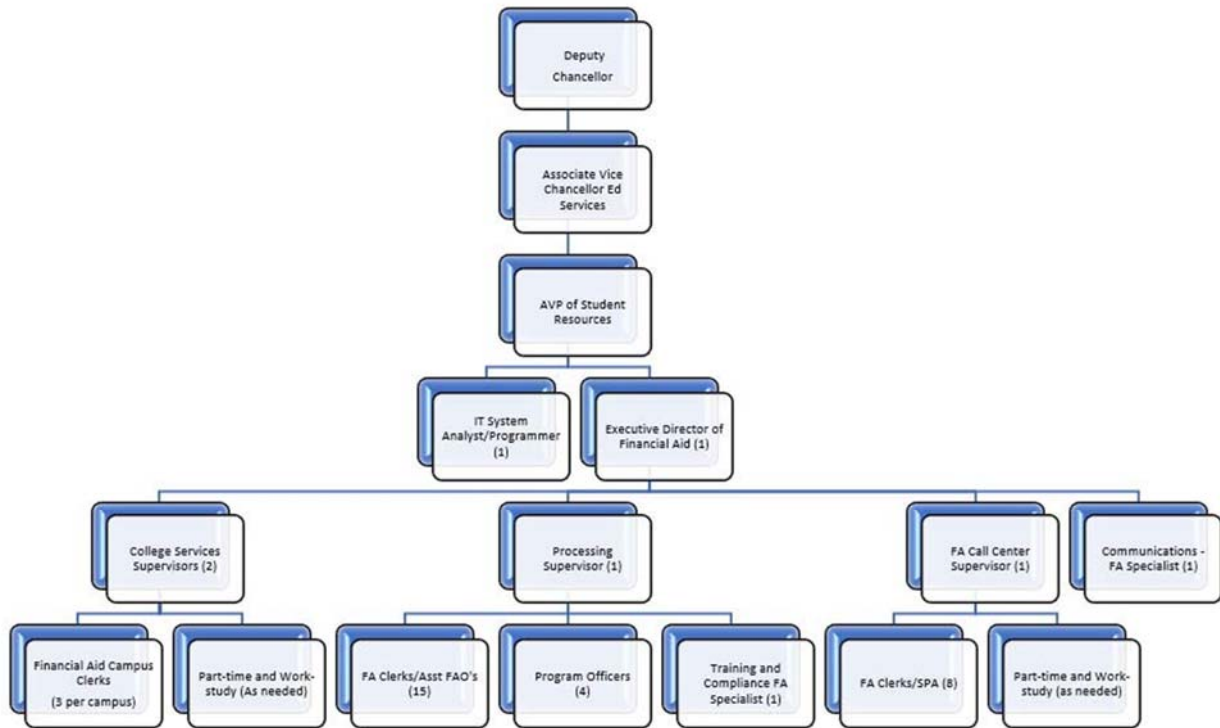 Deputy
Chancellor
Associate Vice
Chancellor Ed
Services
AVP of Student
Resources
IT System
Analyst/Programmer
(1)
Executive Director of
Financial Aid (1)
College Services
Supervisors (2)
Processing
Supervisor (1)
FA Call Center
Supervisor (1)
Communications -
FA Specialist (1)
Financial Aid Campus
Clerks
(3 per campus)
Part-time and Work-
study (As needed)
FA Clerks/Asst FAO's
(15)
Program Officers
(4)
Training and
Compliance FA
Specialist (1)
FA Clerks/SPA (8)
Part-time and Work-
study (as needed)